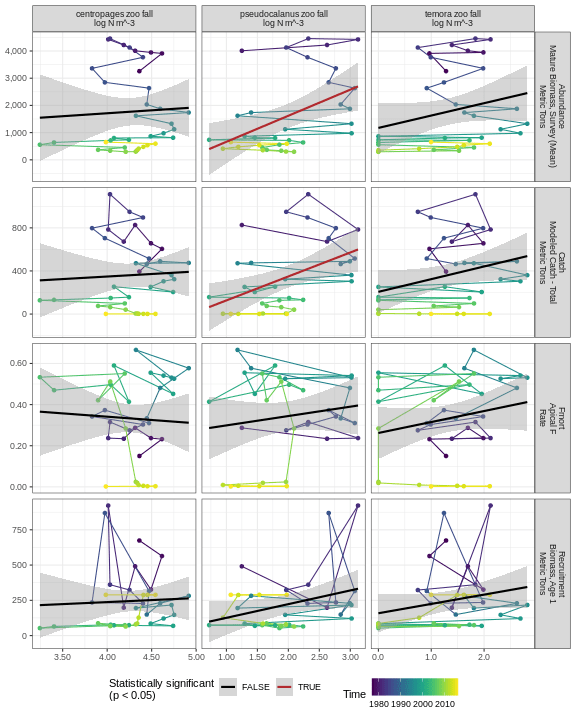 centropages zoo fall
log N m^-3
pseudocalanus zoo fall
log N m^-3
temora zoo fall
log N m^-3
4,000
3,000
2,000
1,000
0
Abundance
Mature Biomass, Survey (Mean)
Metric Tons
800
400
0
Catch
Modeled Catch - Total
Metric Tons
0.60
0.40
0.20
0.00
Fmort
Apical F
Rate
750
500
250
0
Recruitment
Biomass, Age 1
Metric Tons
3.50 4.00 4.50 5.00
1.00 1.50 2.00 2.50 3.00
0.0 1.0 2.0
Statistically significant
(p < 0.05)
FALSE
TRUE
Time
1980 1990 2000 2010